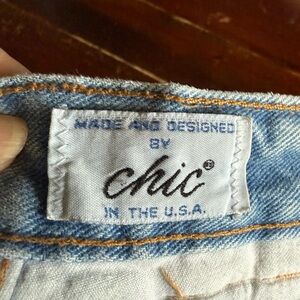 MADE AND DESIGNED
BY
chic®
IN THE U.S.A.